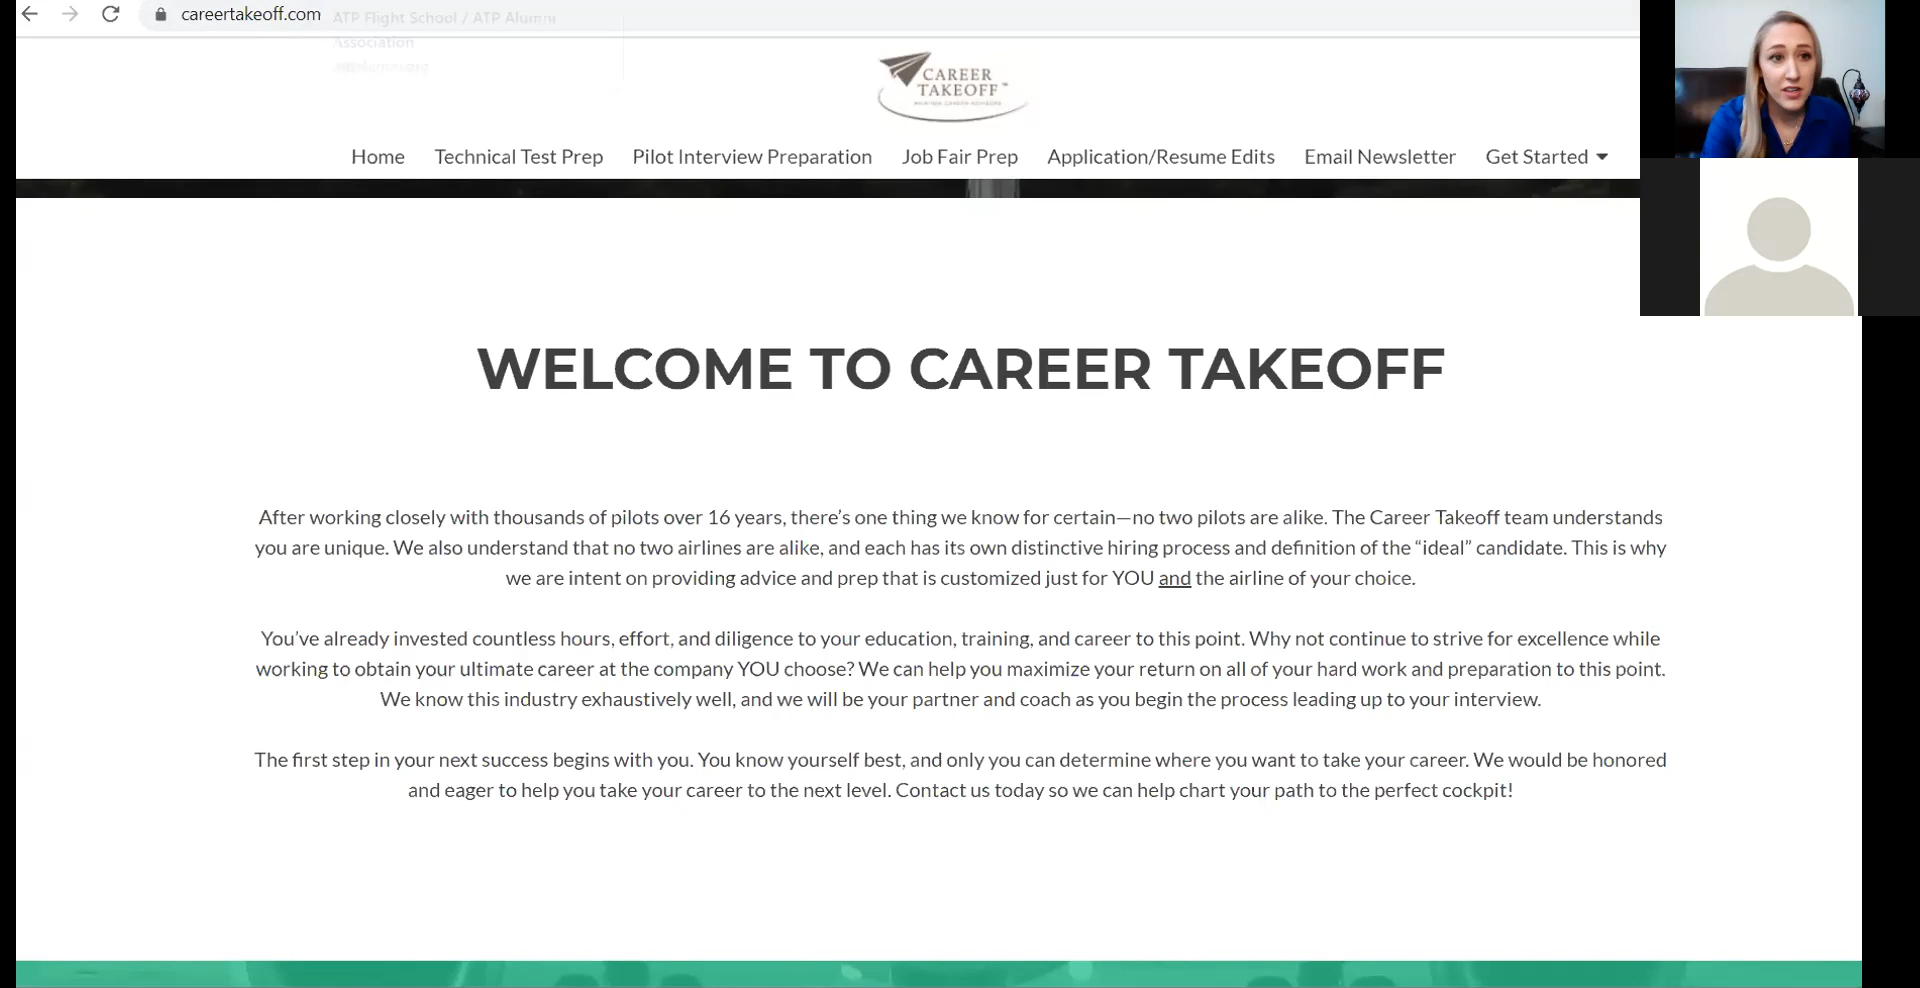 careertakeoff.com
ATP Flight School / ATP Alumni
Association
CAREER
TAKEOFF™
Home Technical Test Prep Pilot Interview Preparation Job Fair Prep Application/Resume Edits Email Newsletter Get Started
WELCOME TO CAREER TAKEOFF
After working closely with thousands of pilots over 16 years, there’s one thing we know for certain—no two pilots are alike. The Career Takeoff team understands
you are unique. We also understand that no two airlines are alike, and each has its own distinctive hiring process and definition of the “ideal” candidate. This is why
we are intent on providing advice and prep that is customized just for YOU and the airline of your choice.
You’ve already invested countless hours, effort, and diligence to your education, training, and career to this point. Why not continue to strive for excellence while
working to obtain your ultimate career at the company YOU choose? We can help you maximize your return on all of your hard work and preparation to this point.
We know this industry exhaustively well, and we will be your partner and coach as you begin the process leading up to your interview.
The first step in your next success begins with you. You know yourself best, and only you can determine where you want to take your career. We would be honored
and eager to help you take your career to the next level. Contact us today so we can help chart your path to the perfect cockpit!